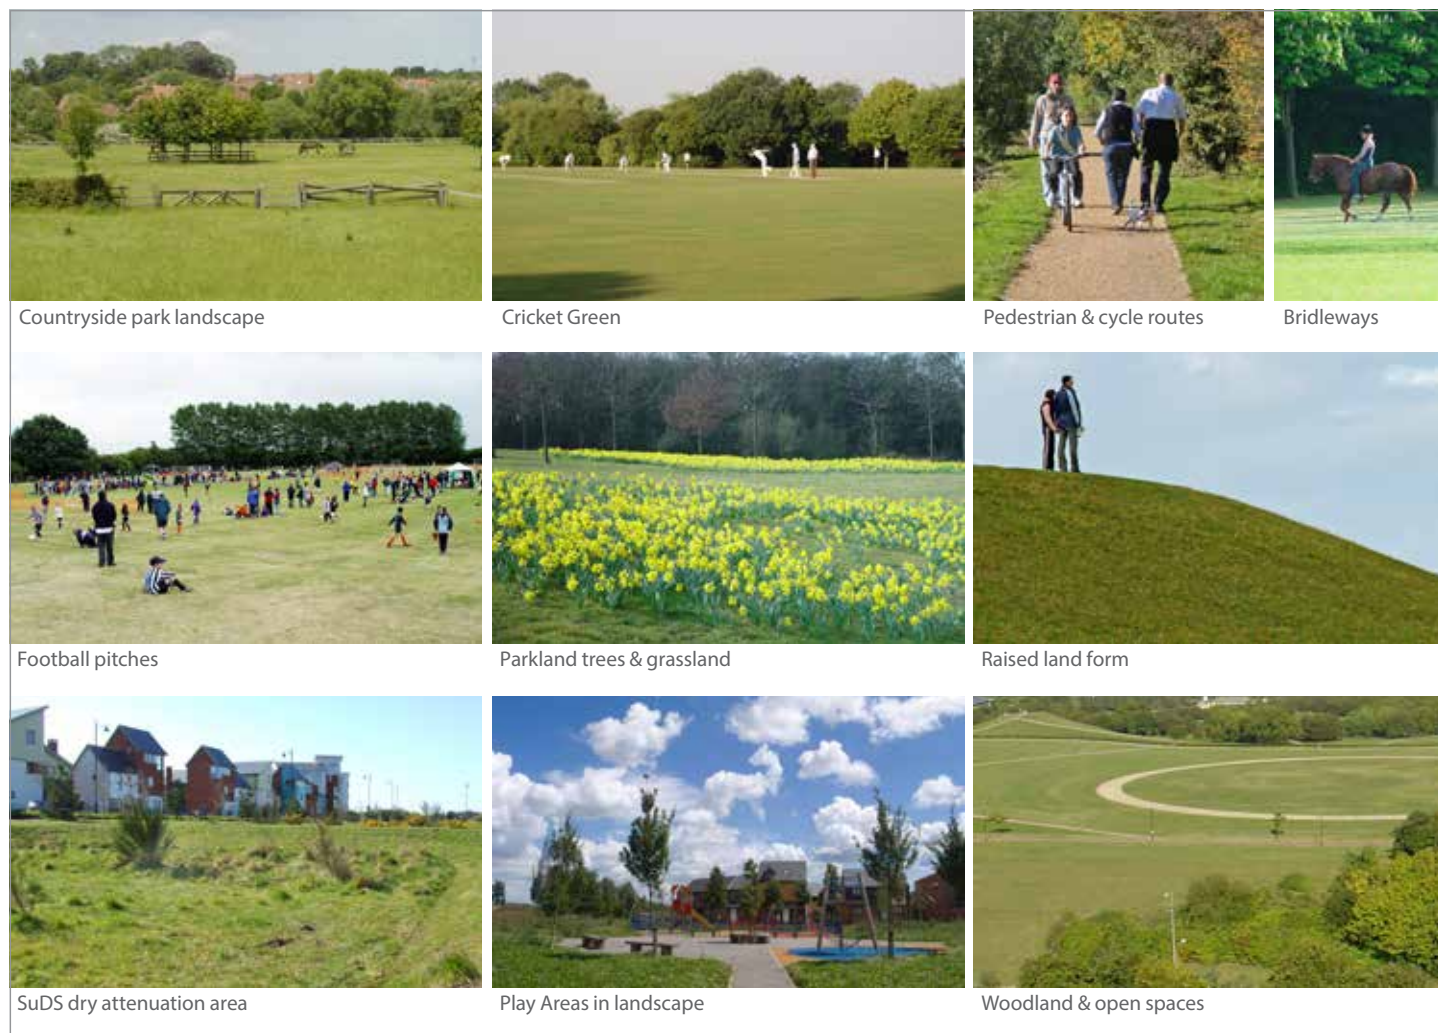 Countryside park landscape
Cricket Green
Pedestrian & cycle routes
Bridleways
Football pitches
Parkland trees & grassland
Raised land form
SuDS dry attenuation area
Play Areas in landscape
Woodland & open spaces